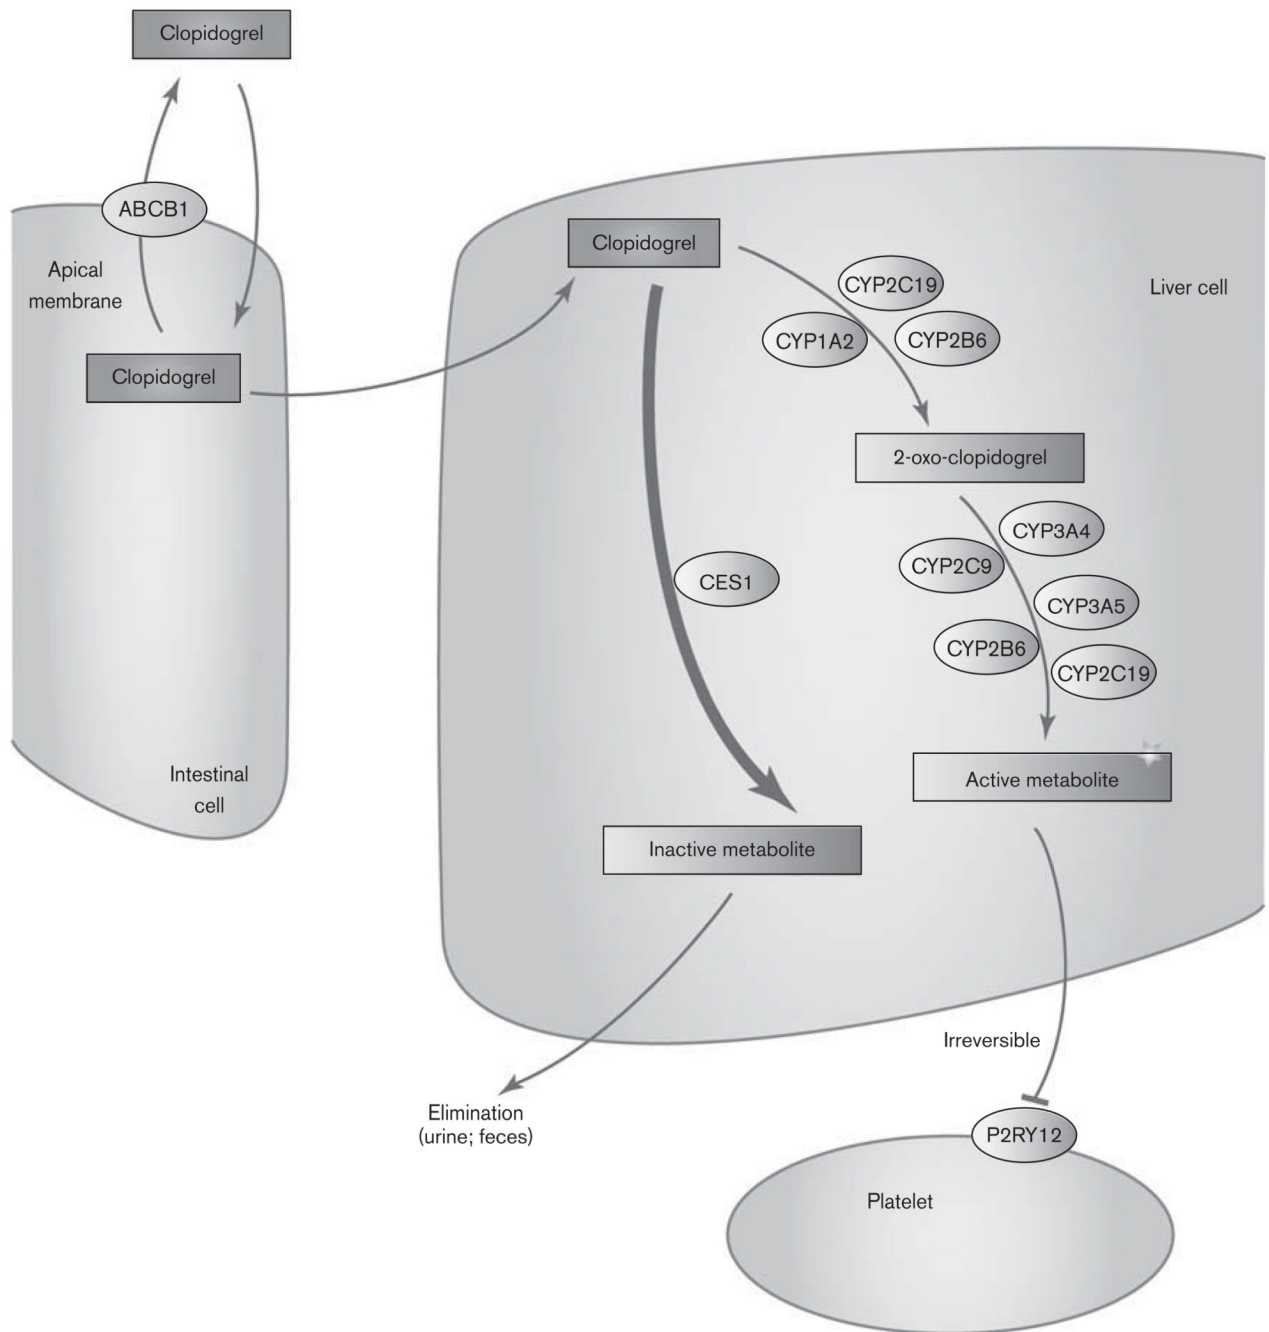 Clopidogrel
ABCB1
Apical
membrane
Clopidogrel
Intestinal
cell
Clopidogrel
Liver cell
CYP2C19
CYP1A2
CYP2B6
2-oxo-clopidogrel
CYP3A4
CYP2C9
CES1
CYP3A5
CYP2B6
CYP2C19
Active metabolite
Inactive metabolite
Irreversible
Elimination
(urine; feces)
P2RY12
Platelet